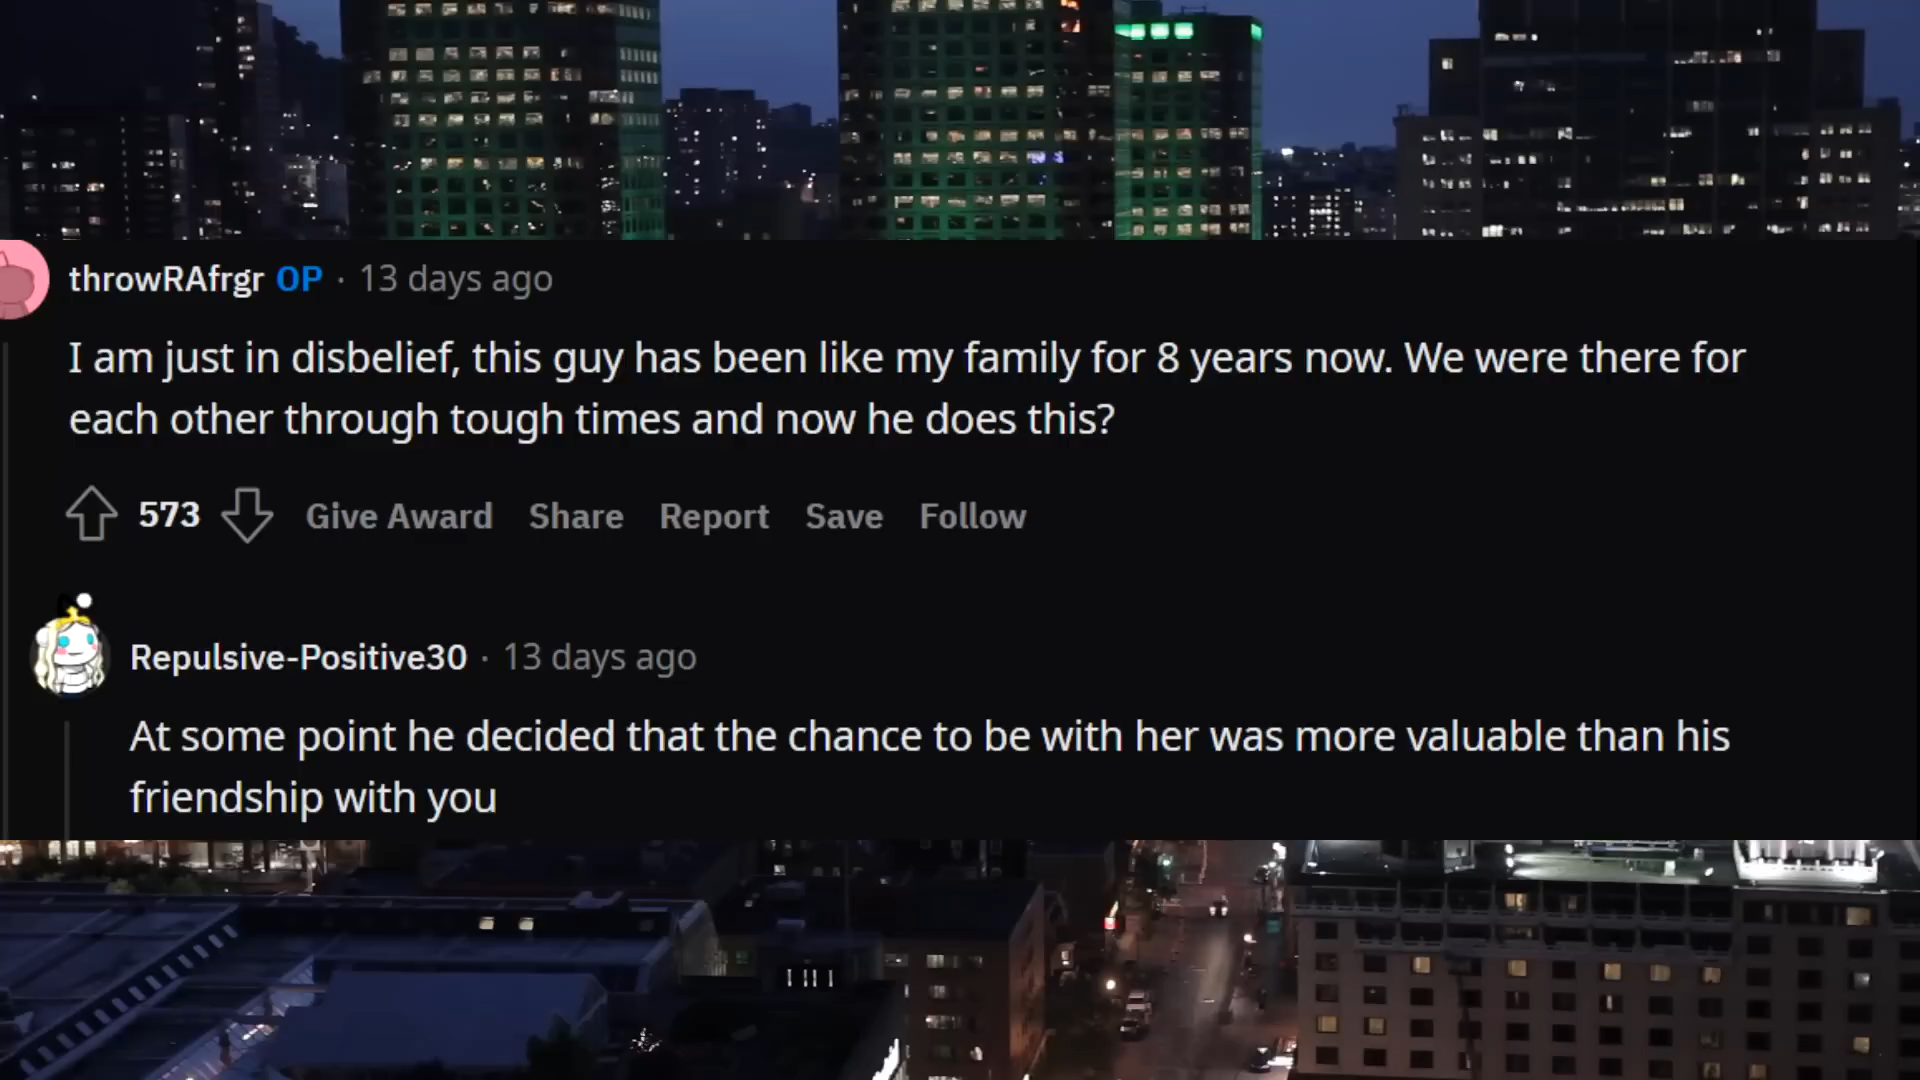 throwRAfrgr OP · 13 days ago
I am just in disbelief, this guy has been like my family for 8 years now. We were there for
each other through tough times and now he does this?
573 Give Award Share Report Save Follow
Repulsive-Positive30 · 13 days ago
At some point he decided that the chance to be with her was more valuable than his
friendship with you